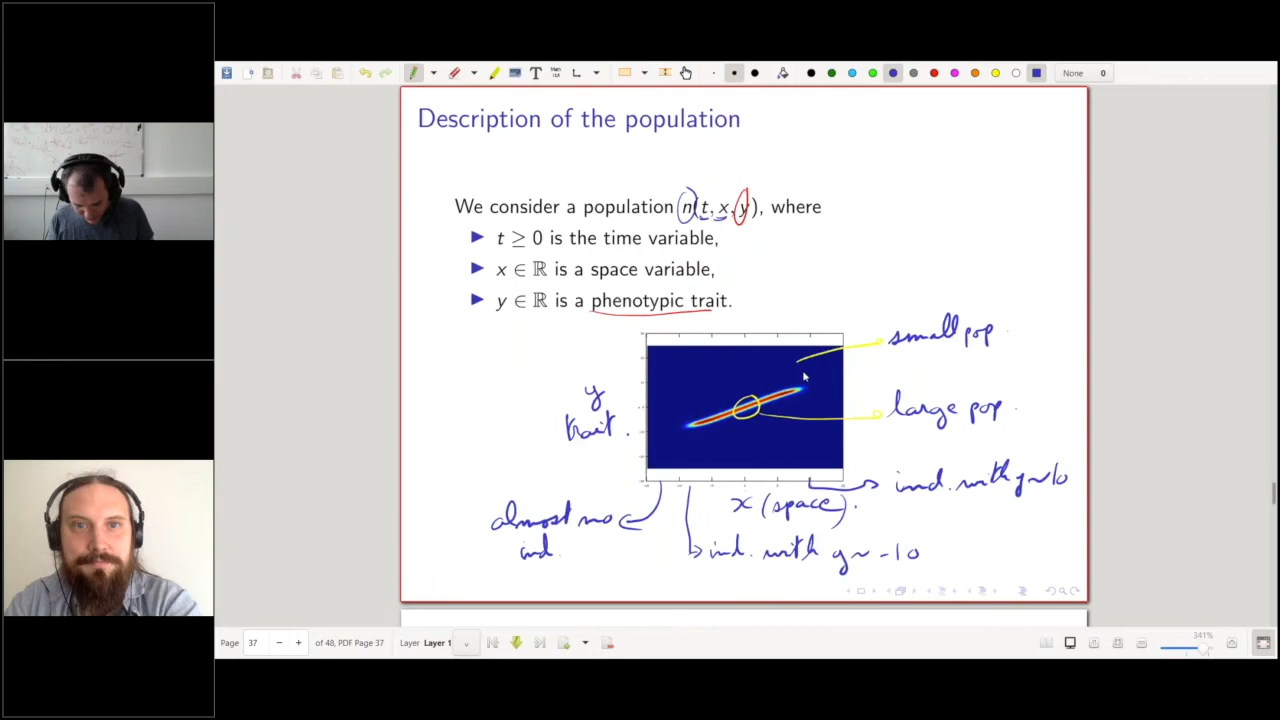 None 0
Description of the population
We consider a population n(t, x, y), where
▶ t ≥ 0 is the time variable,
▶ x ∈ ℝ is a space variable,
▶ y ∈ ℝ is a phenotypic trait.
small pop
y
trait.
large pop.
x (space).
ind. with y~10
almost no
ind.
ind. with y~-10
Page 37 − + of 48, PDF Page 37 Layer Layer 1
341%